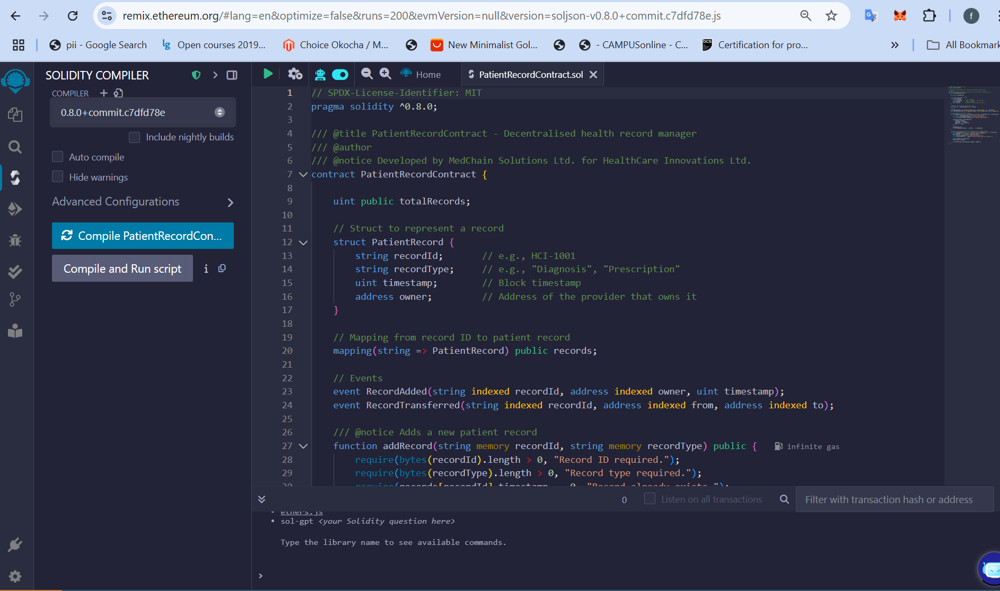 remix.ethereum.org/#lang=en&optimize=false&runs=200&evmVersion=null&version=soljson-v0.8.0+commit.c7dfd78e.js
f
pii - Google Search
lg Open courses 2019...
Choice Okocha / M...
New Minimalist Gol...
- CAMPUSonline - C...
bcs Certification for pro...
All Bookmark
SOLIDITY COMPILER
COMPILER
0.8.0+commit.c7dfd78e
Include nightly builds
Auto compile
Hide warnings
Advanced Configurations
Compile PatientRecordCon...
Compile and Run script
Home
PatientRecordContract.sol
1 // SPDX-License-Identifier: MIT
2 pragma solidity ^0.8.0;
3
4 /// @title PatientRecordContract - Decentralised health record manager
5 /// @author
6 /// @notice Developed by MedChain Solutions Ltd. for HealthCare Innovations Ltd.
7 contract PatientRecordContract {
8
9 uint public totalRecords;
10
11 // Struct to represent a record
12 struct PatientRecord {
13 string recordId; // e.g., HCI-1001
14 string recordType; // e.g., "Diagnosis", "Prescription"
15 uint timestamp; // Block timestamp
16 address owner; // Address of the provider that owns it
17 }
18
19 // Mapping from record ID to patient record
20 mapping(string => PatientRecord) public records;
21
22 // Events
23 event RecordAdded(string indexed recordId, address indexed owner, uint timestamp);
24 event RecordTransferred(string indexed recordId, address indexed from, address indexed to);
25
26 /// @notice Adds a new patient record
27 function addRecord(string memory recordId, string memory recordType) public { infinite gas
28 require(bytes(recordId).length > 0, "Record ID required.");
29 require(bytes(recordType).length > 0, "Record type required.");
30 require(records[recordId].timestamp 0, "Record already exists.");
0
Listen on all transactions
Filter with transaction hash or address
ethers.js
sol-gpt <your Solidity question here>
Type the library name to see available commands.
>